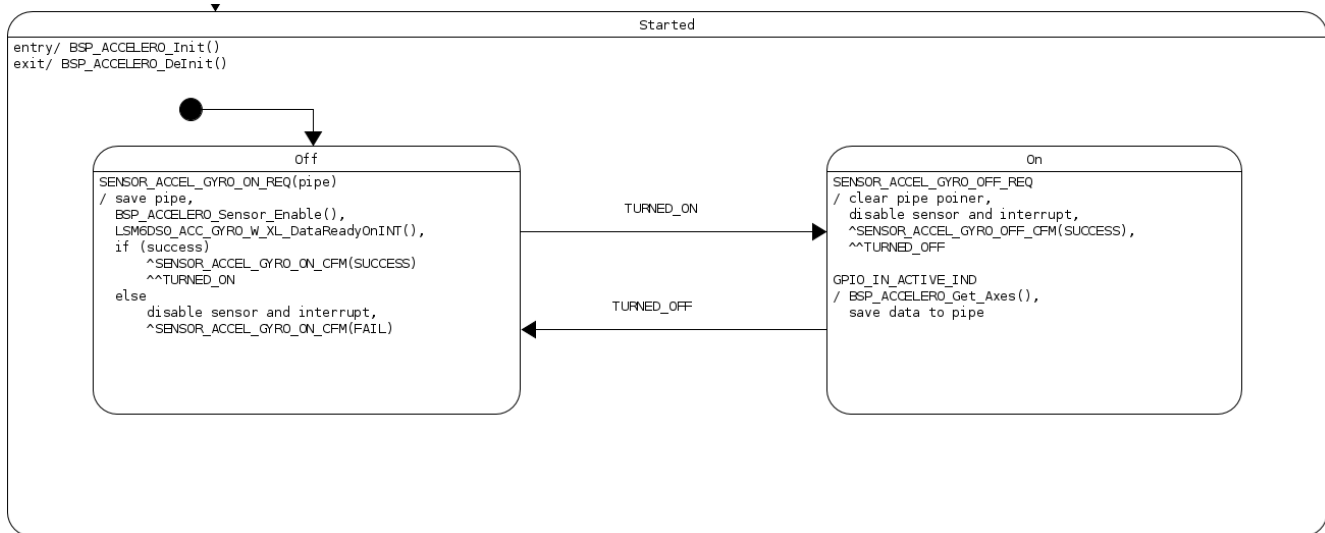 Started
entry/ BSP_ACCELERO_Init()
exit/ BSP_ACCELERO_DeInit()
Off
SENSOR_ACCEL_GYRO_ON_REQ(pipe)
/ save pipe,
BSP_ACCELERO_Sensor_Enable(),
LSM6DSO_ACC_GYRO_W_XL_DataReadyOnINT(),
if (success)
^SENSOR_ACCEL_GYRO_ON_CFM(SUCCESS)
^^TURNED_ON
else
disable sensor and interrupt,
^SENSOR_ACCEL_GYRO_ON_CFM(FAIL)
TURNED_ON
TURNED_OFF
On
SENSOR_ACCEL_GYRO_OFF_REQ
/ clear pipe poiner,
disable sensor and interrupt,
^SENSOR_ACCEL_GYRO_OFF_CFM(SUCCESS),
^^TURNED_OFF
GPIO_IN_ACTIVE_IND
/ BSP_ACCELERO_Get_Axes(),
save data to pipe